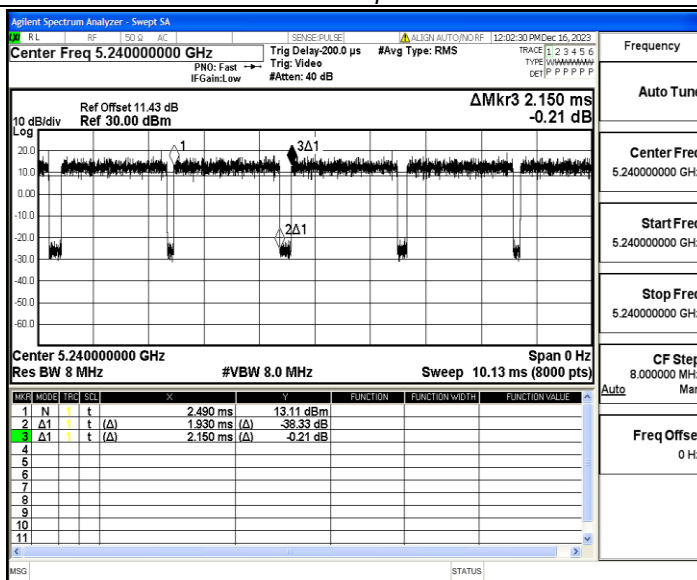 Agilent Spectrum Analyzer - Swept SA
RL RF 50 Ω AC SENSE:PULSE ALIGN AUTO/NO RF 12:02:30 PM Dec 16, 2023
Center Freq 5.240000000 GHz
PNO: Fast
IFGain:Low
Trig Delay-200.0 µs
Trig: Video
#Atten: 40 dB
#Avg Type: RMS
TRACE 1 2 3 4 5 6
TYPE
DET P P P P P P
Ref Offset 11.43 dB
10 dB/div Ref 30.00 dBm
Log
ΔMkr3 2.150 ms
-0.21 dB
20.0
10.0
0.00
-10.0
-20.0
-30.0
-40.0
-50.0
-60.0
1
3Δ1
2Δ1
Center 5.240000000 GHz Span 0 Hz
Res BW 8 MHz #VBW 8.0 MHz Sweep 10.13 ms (8000 pts)
MKR MODE TRC SCL X Y FUNCTION FUNCTION WIDTH FUNCTION VALUE
1 N 1 t 2.490 ms 13.11 dBm
2 Δ1 1 t (Δ) 1.930 ms (Δ) -38.33 dB
3 Δ1 1 t (Δ) 2.150 ms (Δ) -0.21 dB
4
5
6
7
8
9
10
11
MSG STATUS
Frequency
Auto Tune
Center Freq
5.240000000 GHz
Start Freq
5.240000000 GHz
Stop Freq
5.240000000 GHz
CF Step
8.000000 MHz
Auto Man
Freq Offset
0 Hz